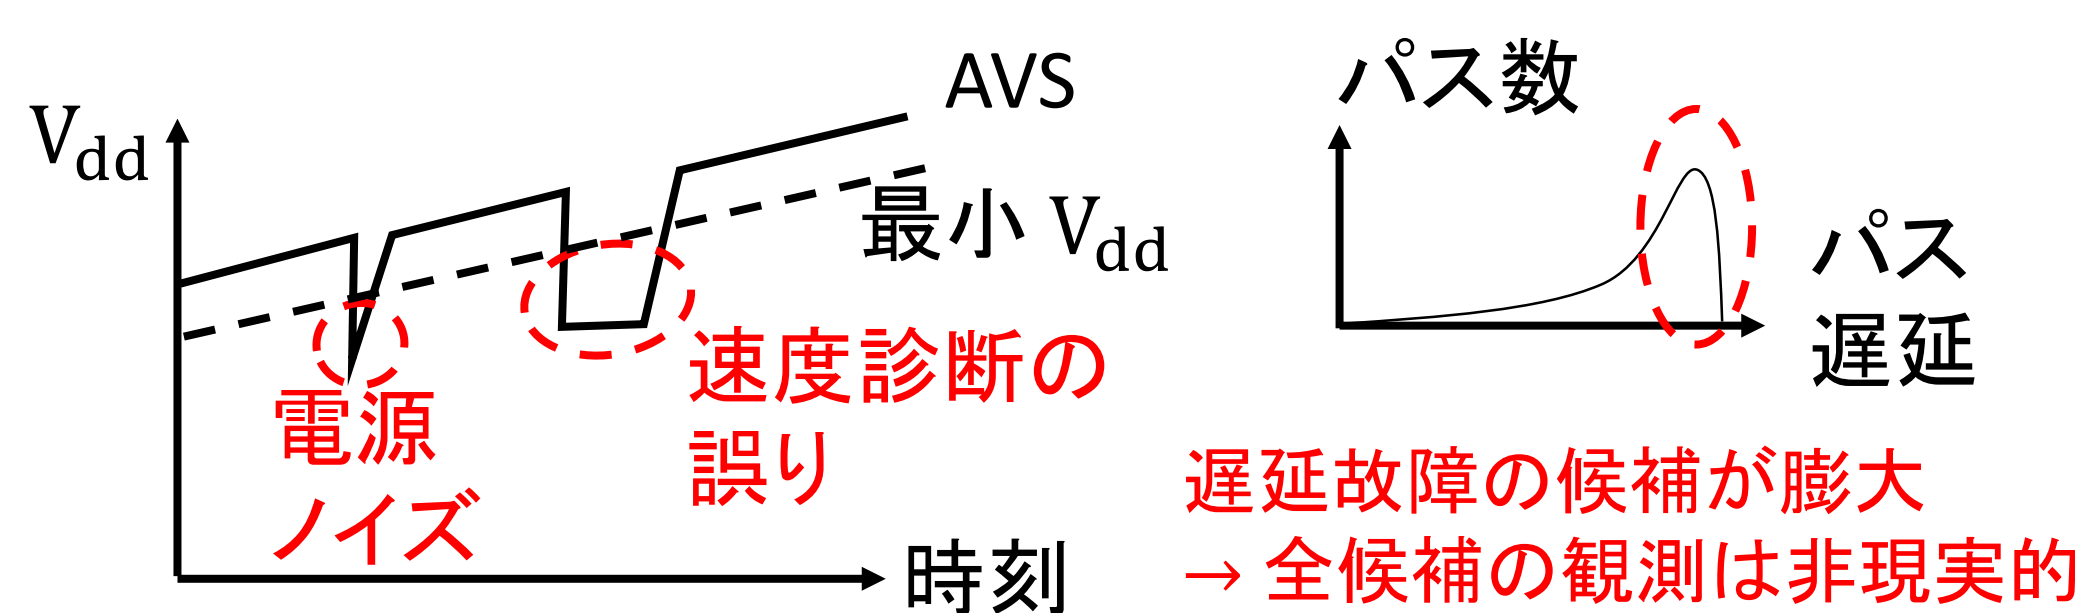 AVS
V_dd
最小 V_dd
電源
ノイズ
速度診断の
誤り
時刻
パス数
パス
遅延
遅延故障の候補が膨大
→ 全候補の観測は非現実的